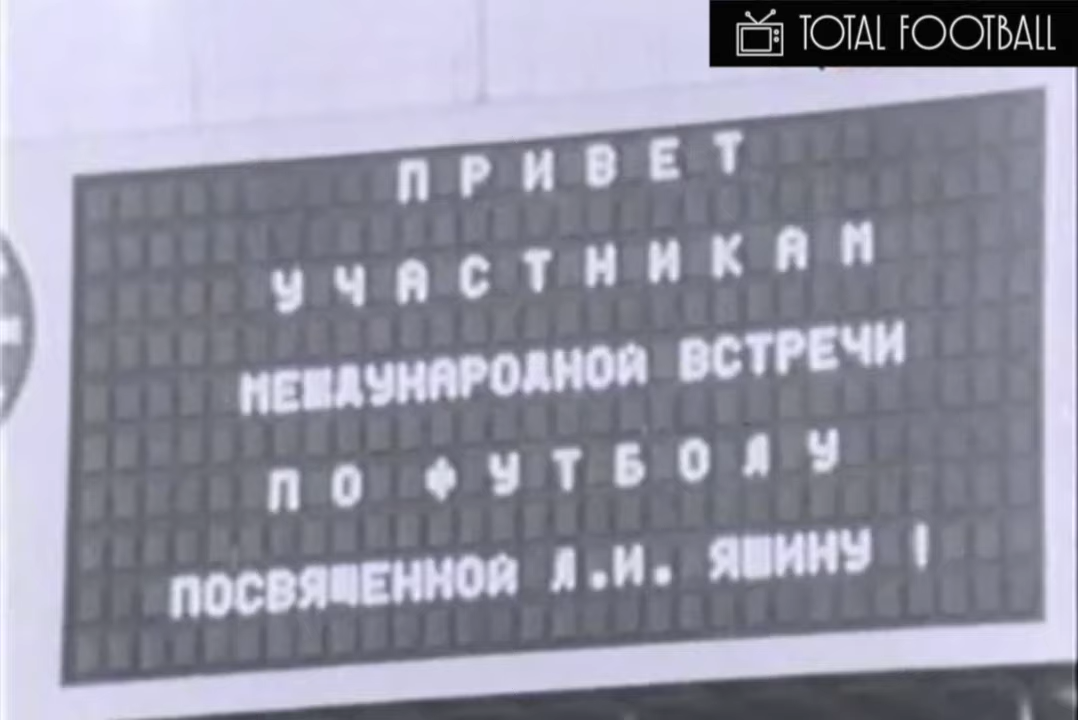 TOTAL FOOTBALL
ПРИВЕТ
УЧАСТНИКАМ
МЕЖДУНАРОДНОЙ ВСТРЕЧИ
ПО ФУТБОЛУ
ПОСВЯЩЕННОЙ Л.И. ЯШИНУ !